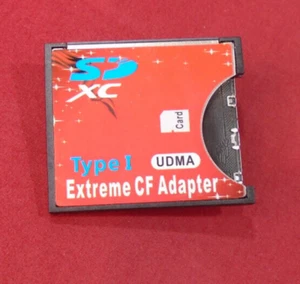 SD
XC
Card
Type I
UDMA
Extreme CF Adapter